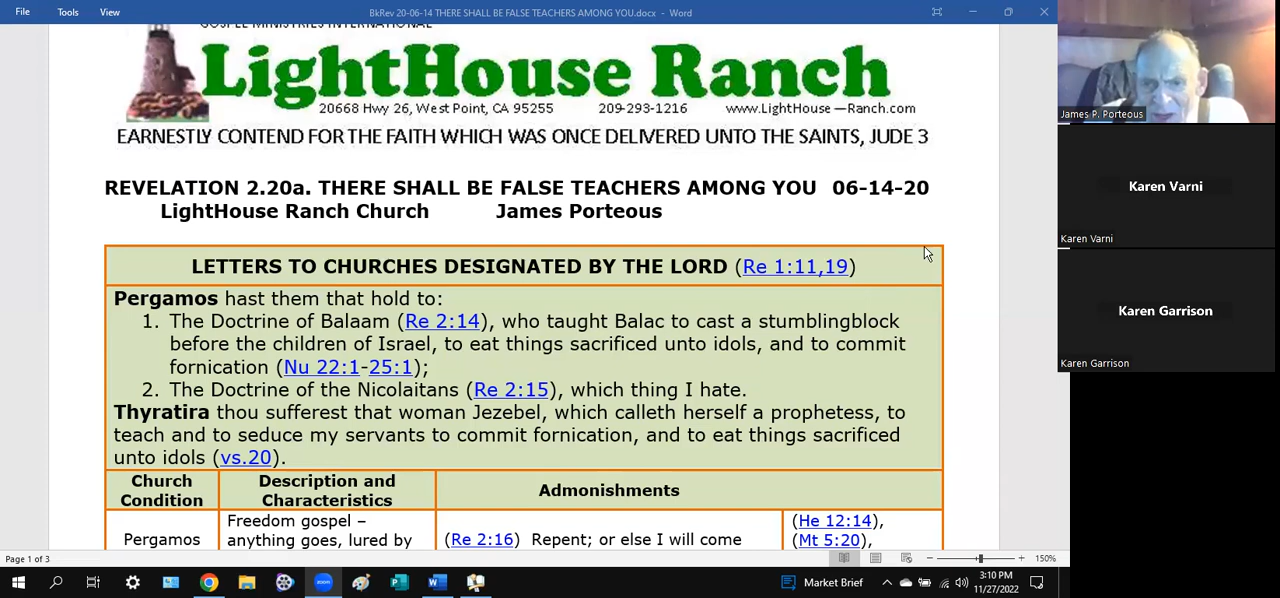 File Tools View BkRev 20-06-14 THERE SHALL BE FALSE TEACHERS AMONG YOU.docx - Word
GOSPEL MINISTRIES INTERNATIONAL
LightHouse Ranch
20668 Hwy 26, West Point, CA 95255 209-293-1216 www.LightHouse—Ranch.com
EARNESTLY CONTEND FOR THE FAITH WHICH WAS ONCE DELIVERED UNTO THE SAINTS, JUDE 3
REVELATION 2.20a. THERE SHALL BE FALSE TEACHERS AMONG YOU 06-14-20
LightHouse Ranch Church James Porteous
LETTERS TO CHURCHES DESIGNATED BY THE LORD (Re 1:11,19)
Pergamos hast them that hold to:
1. The Doctrine of Balaam (Re 2:14), who taught Balac to cast a stumblingblock
before the children of Israel, to eat things sacrificed unto idols, and to commit
fornication (Nu 22:1-25:1);
2. The Doctrine of the Nicolaitans (Re 2:15), which thing I hate.
Thyratira thou sufferest that woman Jezebel, which calleth herself a prophetess, to
teach and to seduce my servants to commit fornication, and to eat things sacrificed
unto idols (vs.20).
Church
Condition
Description and
Characteristics
Admonishments
Pergamos
Freedom gospel –
anything goes, lured by
(Re 2:16) Repent; or else I will come
(He 12:14),
(Mt 5:20),
Page 1 of 3
150%
James P. Porteous
Karen Varni
Karen Varni
Karen Garrison
Karen Garrison
zoom
Market Brief
3:10 PM
11/27/2022